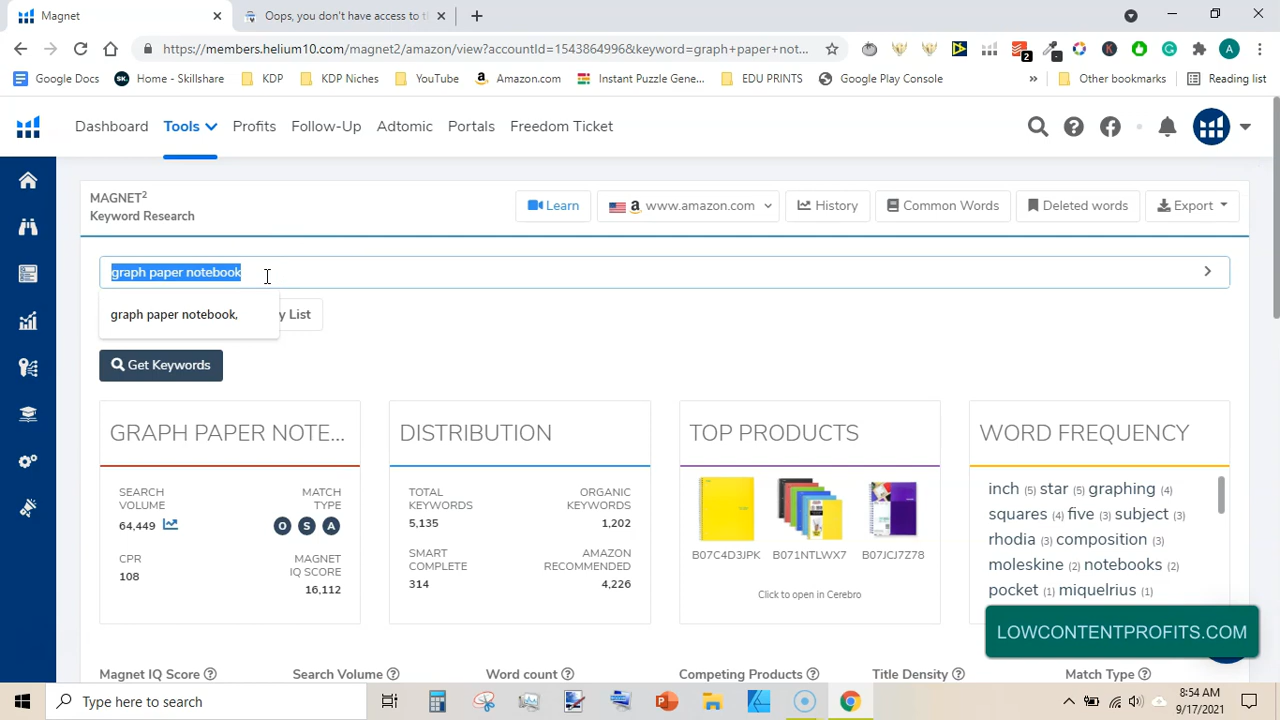 Magnet
Oops, you don't have access to th
https://members.helium10.com/magnet2/amazon/view?accountId=1543864996&keyword=graph+paper+not...
2
A
Google Docs
SK.
Home - Skillshare
KDP
KDP Niches
YouTube
Amazon.com
Instant Puzzle Gene...
EDU PRINTS
Google Play Console
»
Other bookmarks
Reading list
Dashboard
Tools
Profits
Follow-Up
Adtomic
Portals
Freedom Ticket
MAGNET2
Keyword Research
Learn
www.amazon.com
History
Common Words
Deleted words
Export
graph paper notebook
graph paper notebook,
y List
Get Keywords
GRAPH PAPER NOTE...
SEARCH VOLUME
64,449
MATCH TYPE
O S A
CPR
108
MAGNET IQ SCORE
16,112
DISTRIBUTION
TOTAL KEYWORDS
5,135
ORGANIC KEYWORDS
1,202
SMART COMPLETE
314
AMAZON RECOMMENDED
4,226
TOP PRODUCTS
B07C4D3JPK
B071NTLWX7
B07JCJ7Z78
Click to open in Cerebro
WORD FREQUENCY
inch (5) star (5) graphing (4)
squares (4) five (3) subject (3)
rhodia (3) composition (3)
moleskine (2) notebooks (2)
pocket (1) miquelrius (1)
LOWCONTENTPROFITS.COM
Magnet IQ Score
Search Volume
Word count
Competing Products
Title Density
Match Type
Type here to search
8:54 AM
9/17/2021